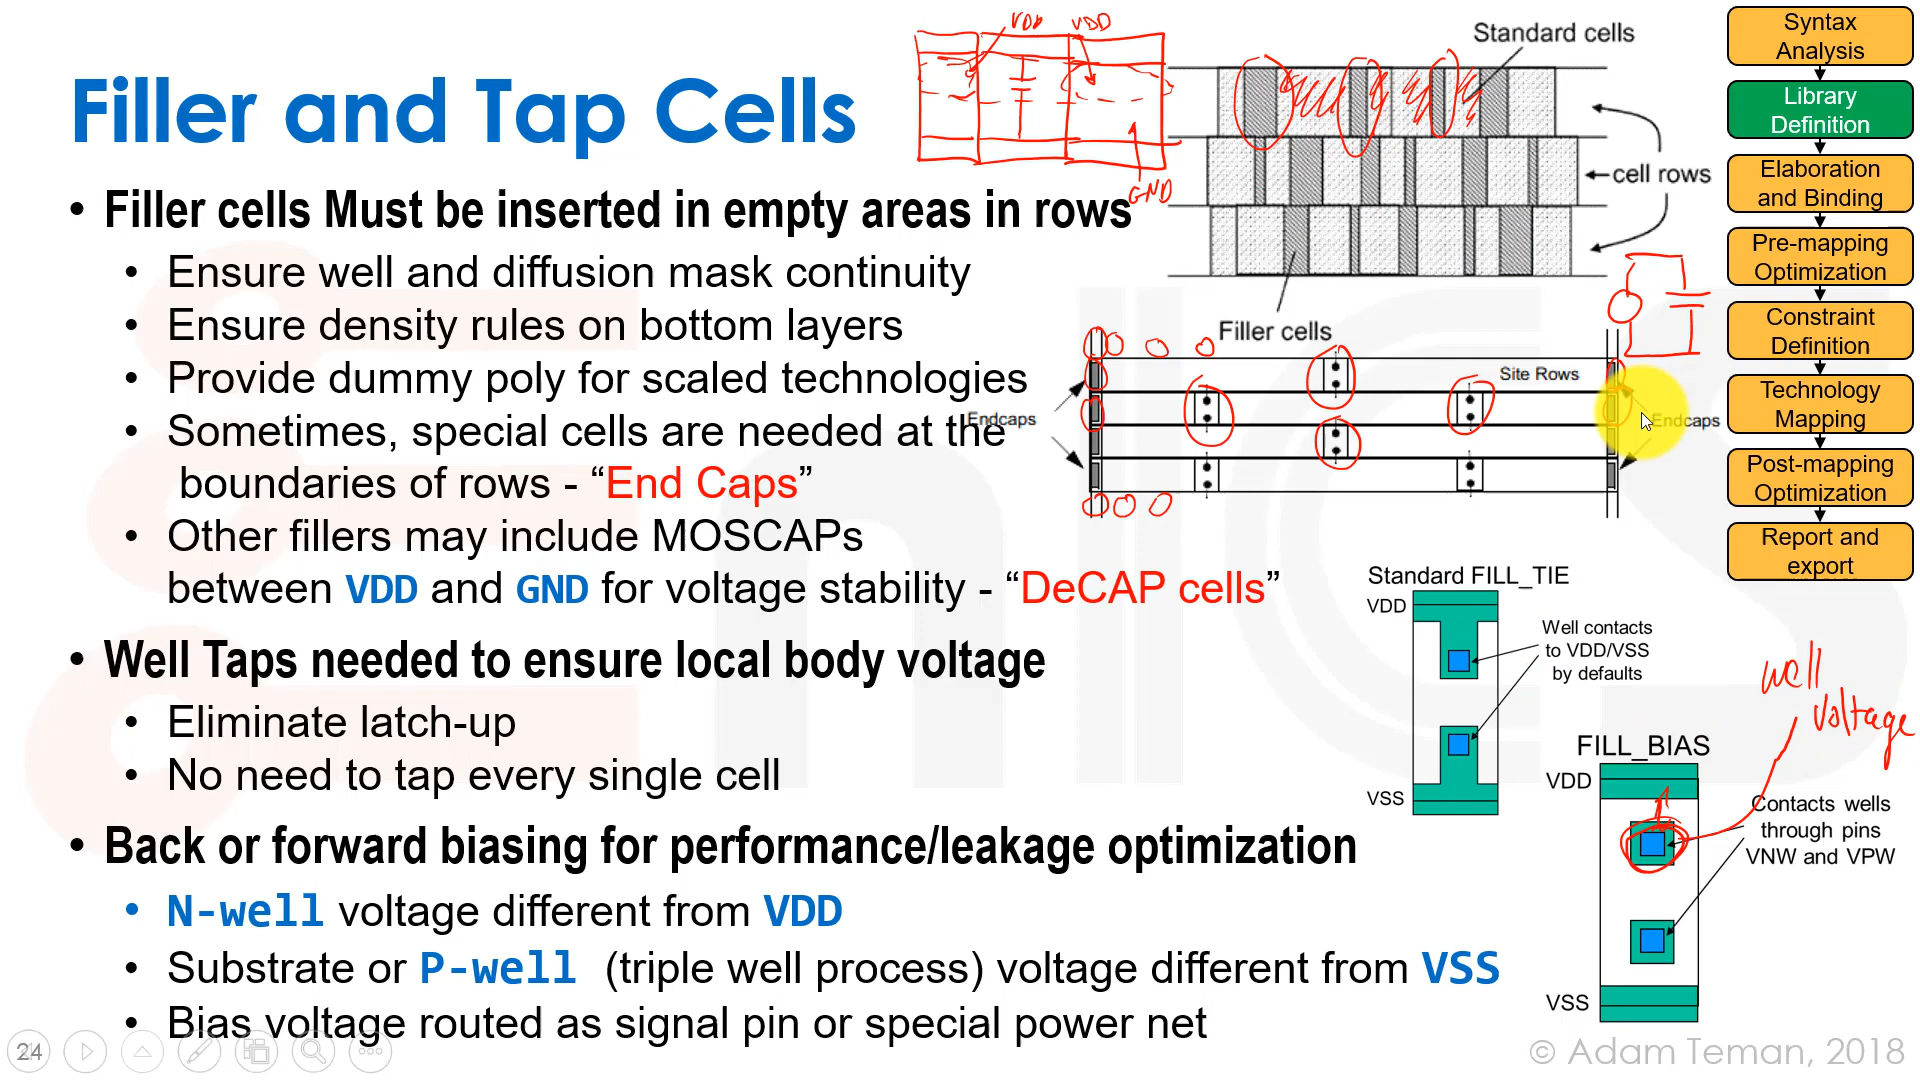 Filler and Tap Cells
• Filler cells Must be inserted in empty areas in rows
• Ensure well and diffusion mask continuity
• Ensure density rules on bottom layers
• Provide dummy poly for scaled technologies
• Sometimes, special cells are needed at the
boundaries of rows - “End Caps”
• Other fillers may include MOSCAPs
between VDD and GND for voltage stability - “DeCAP cells”
• Well Taps needed to ensure local body voltage
• Eliminate latch-up
• No need to tap every single cell
• Back or forward biasing for performance/leakage optimization
• N-well voltage different from VDD
• Substrate or P-well (triple well process) voltage different from VSS
• Bias voltage routed as signal pin or special power net
24
VDD VDD
GND
Standard cells
cell rows
Filler cells
Site Rows
Endcaps
Endcaps
Standard FILL_TIE
VDD
Well contacts
to VDD/VSS
by defaults
VSS
well
voltage
FILL_BIAS
VDD
Contacts wells
through pins
VNW and VPW
VSS
Syntax
Analysis
Library
Definition
Elaboration
and Binding
Pre-mapping
Optimization
Constraint
Definition
Technology
Mapping
Post-mapping
Optimization
Report and
export
© Adam Teman, 2018